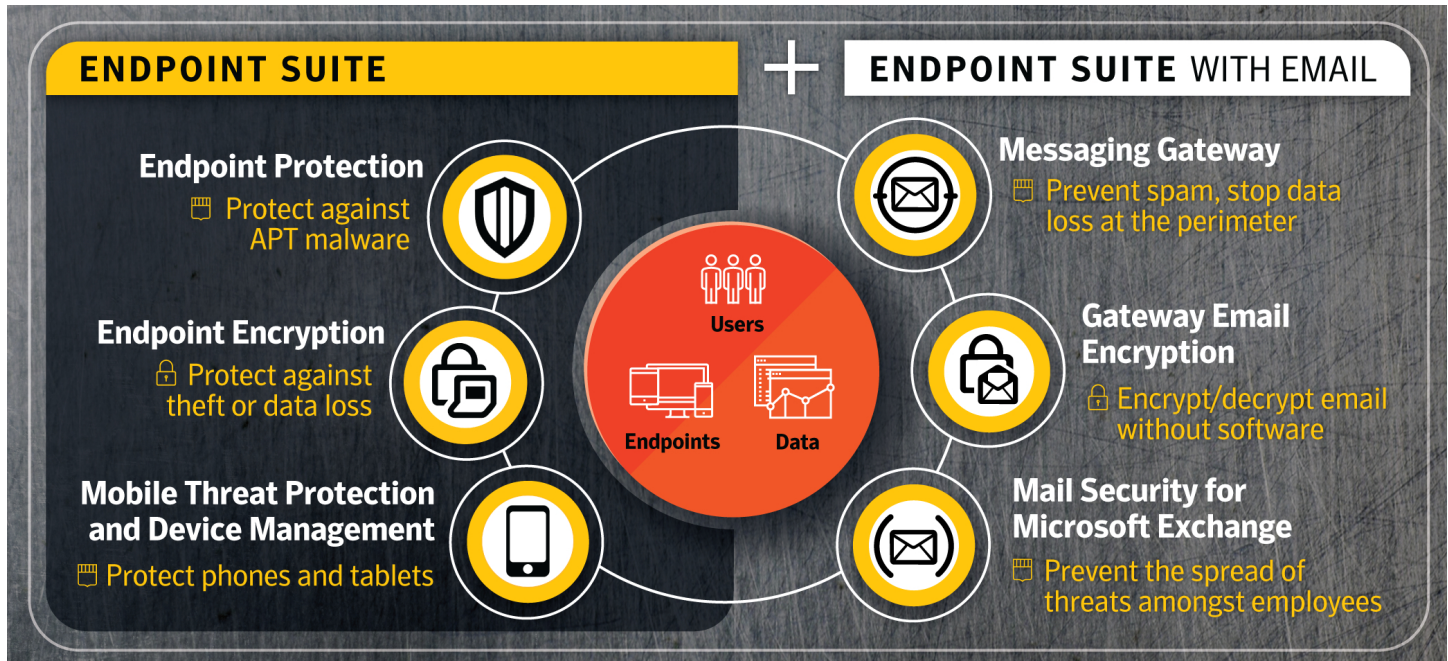 ENDPOINT SUITE
Endpoint Protection
Protect against
APT malware
Endpoint Encryption
Protect against
theft or data loss
Mobile Threat Protection
and Device Management
Protect phones and tablets
Users
Endpoints
Data
+
ENDPOINT SUITE WITH EMAIL
Messaging Gateway
Prevent spam, stop data
loss at the perimeter
Gateway Email
Encryption
Encrypt/decrypt email
without software
Mail Security for
Microsoft Exchange
Prevent the spread of
threats amongst employees